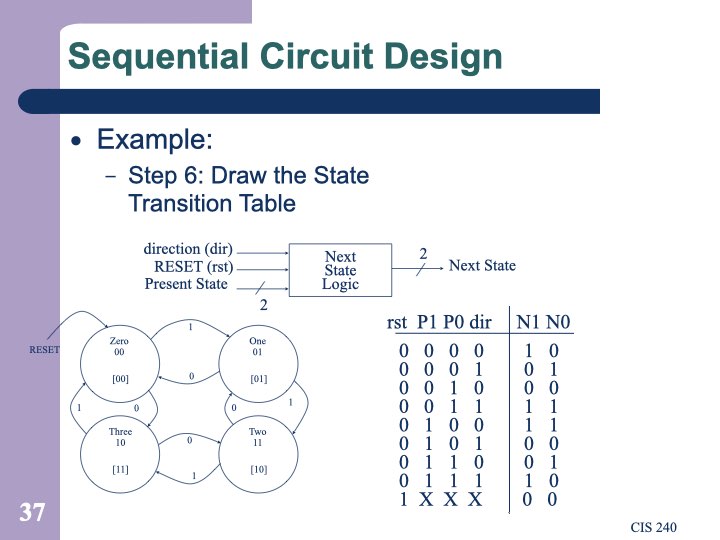 Sequential Circuit Design
• Example:
– Step 6: Draw the State
Transition Table
direction (dir)
RESET (rst)
Present State
2
Next
State
Logic
2
Next State
RESET
Zero
00
[00]
1
0
One
01
[01]
1
0
1
0
Three
10
[11]
0
1
Two
11
[10]
rst P1 P0 dir N1 N0
0 0 0 0 1 0
0 0 0 1 0 1
0 0 1 0 0 0
0 0 1 1 1 1
0 1 0 0 1 1
0 1 0 1 0 0
0 1 1 0 0 1
0 1 1 1 1 0
1 X X X 0 0
37
CIS 240